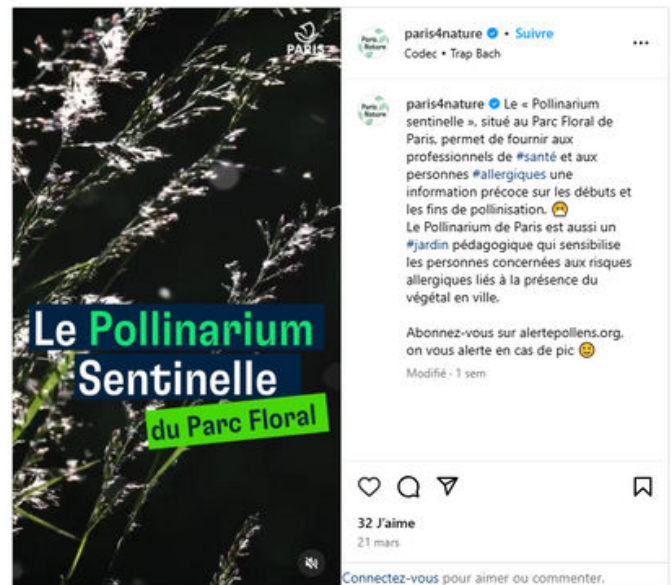 PARIS
Le Pollinarium
Sentinelle
du Parc Floral
Paris
Nature
paris4nature • Suivre
Codec • Trap Bach
Paris
Nature
paris4nature Le « Pollinarium
sentinelle », situé au Parc Floral de
Paris, permet de fournir aux
professionnels de #santé et aux
personnes #allergiques une
information précoce sur les débuts et
les fins de pollinisation. 😷
Le Pollinarium de Paris est aussi un
#jardin pédagogique qui sensibilise
les personnes concernées aux risques
allergiques liés à la présence du
végétal en ville.
Abonnez-vous sur alertepollens.org,
on vous alerte en cas de pic 🙂
Modifié · 1 sem
32 J’aime
21 mars
Connectez-vous pour aimer ou commenter.